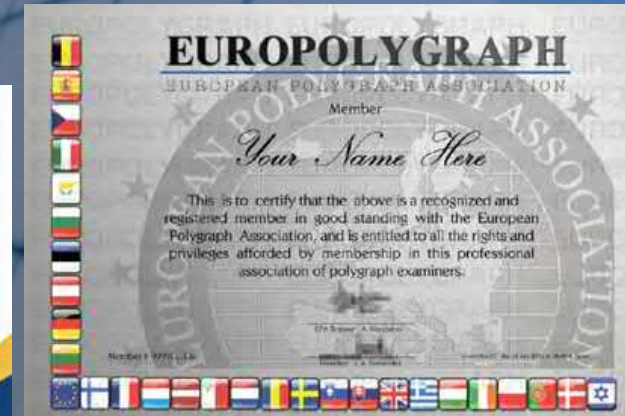 EUROPOLYGRAPH
EUROPEAN POLYGRAPH ASSOCIATION
Member
Your Name Here
This is to certify that the above is a recognized and
registered member in good standing with the European
Polygraph Association, and is entitled to all the rights and
privileges afforded by membership in this professional
association of polygraph examiners.